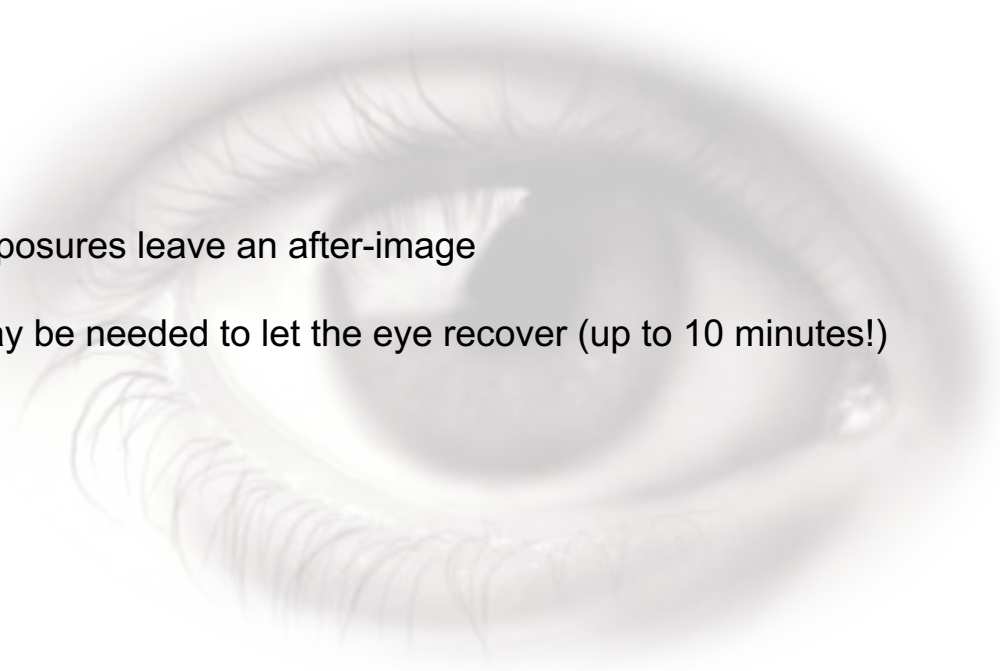 posures leave an after-image
ay be needed to let the eye recover (up to 10 minutes!)